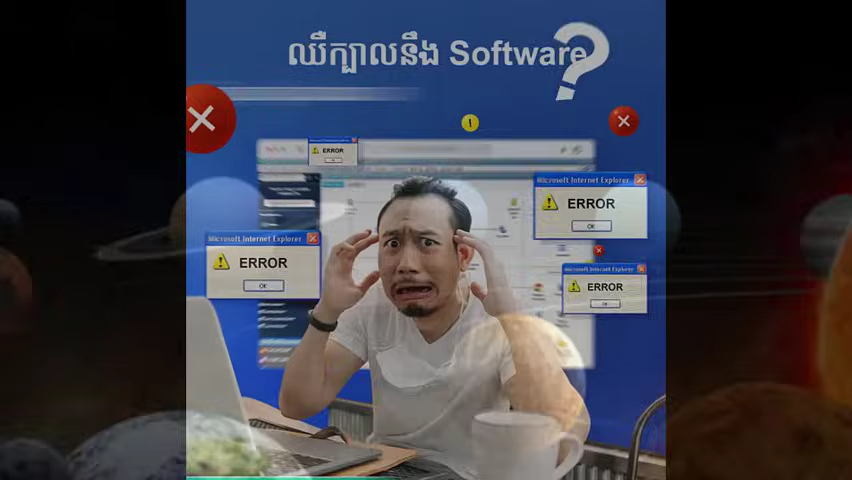 ឈឺក្បាលនឹង Software?
ERROR
Microsoft Internet Explorer
ERROR
OK
Microsoft Internet Explorer
ERROR
OK
Microsoft Internet Explorer
ERROR
OK